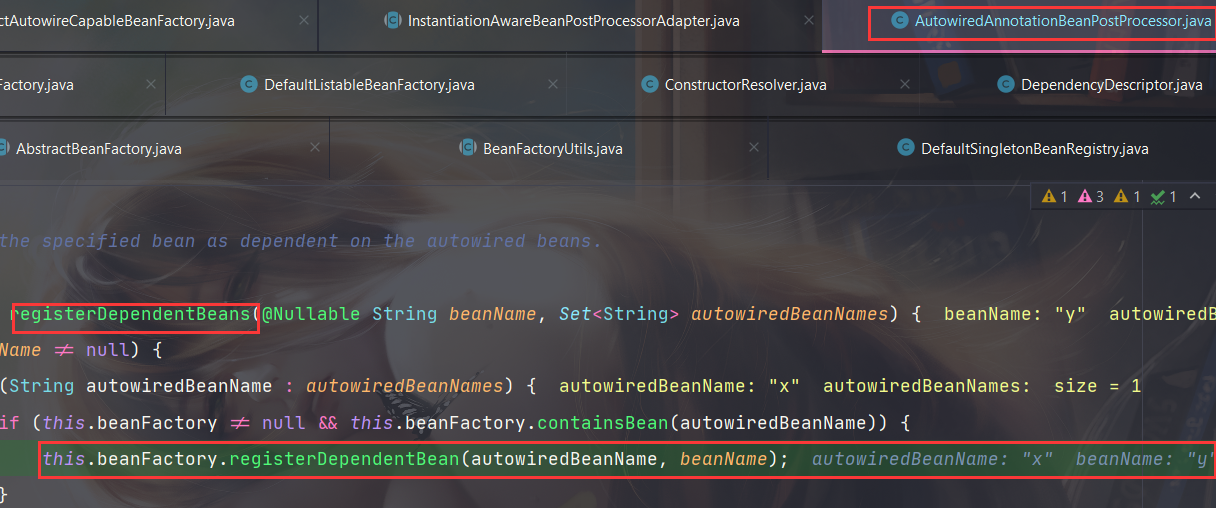 ctAutowireCapableBeanFactory.java InstantiationAwareBeanPostProcessorAdapter.java AutowiredAnnotationBeanPostProcessor.java
Factory.java DefaultListableBeanFactory.java ConstructorResolver.java DependencyDescriptor.java
AbstractBeanFactory.java BeanFactoryUtils.java DefaultSingletonBeanRegistry.java
1 3 1 1
the specified bean as dependent on the autowired beans.
registerDependentBeans(@Nullable String beanName, Set<String> autowiredBeanNames) { beanName: "y" autowiredB
Name ≠ null) {
(String autowiredBeanName : autowiredBeanNames) { autowiredBeanName: "x" autowiredBeanNames: size = 1
if (this.beanFactory ≠ null && this.beanFactory.containsBean(autowiredBeanName)) {
this.beanFactory.registerDependentBean(autowiredBeanName, beanName); autowiredBeanName: "x" beanName: "y"
}